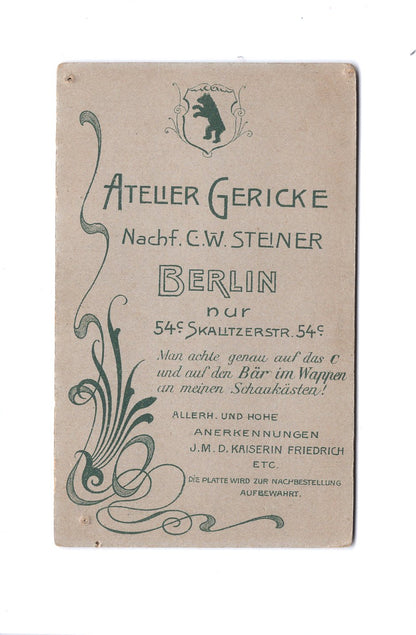 ATELIER GERICKE
Nachf. C.W. STEINER
BERLIN
nur
54c SKALITZERSTR. 54c
Man achte genau auf das C
und auf den Bär im Wappen
an meinen Schaukästen!
ALLERH. UND HOHE
ANERKENNUNGEN
J.M.D. KAISERIN FRIEDRICH
ETC.
DIE PLATTE WIRD ZUR NACHBESTELLUNG
AUFBEWAHRT.